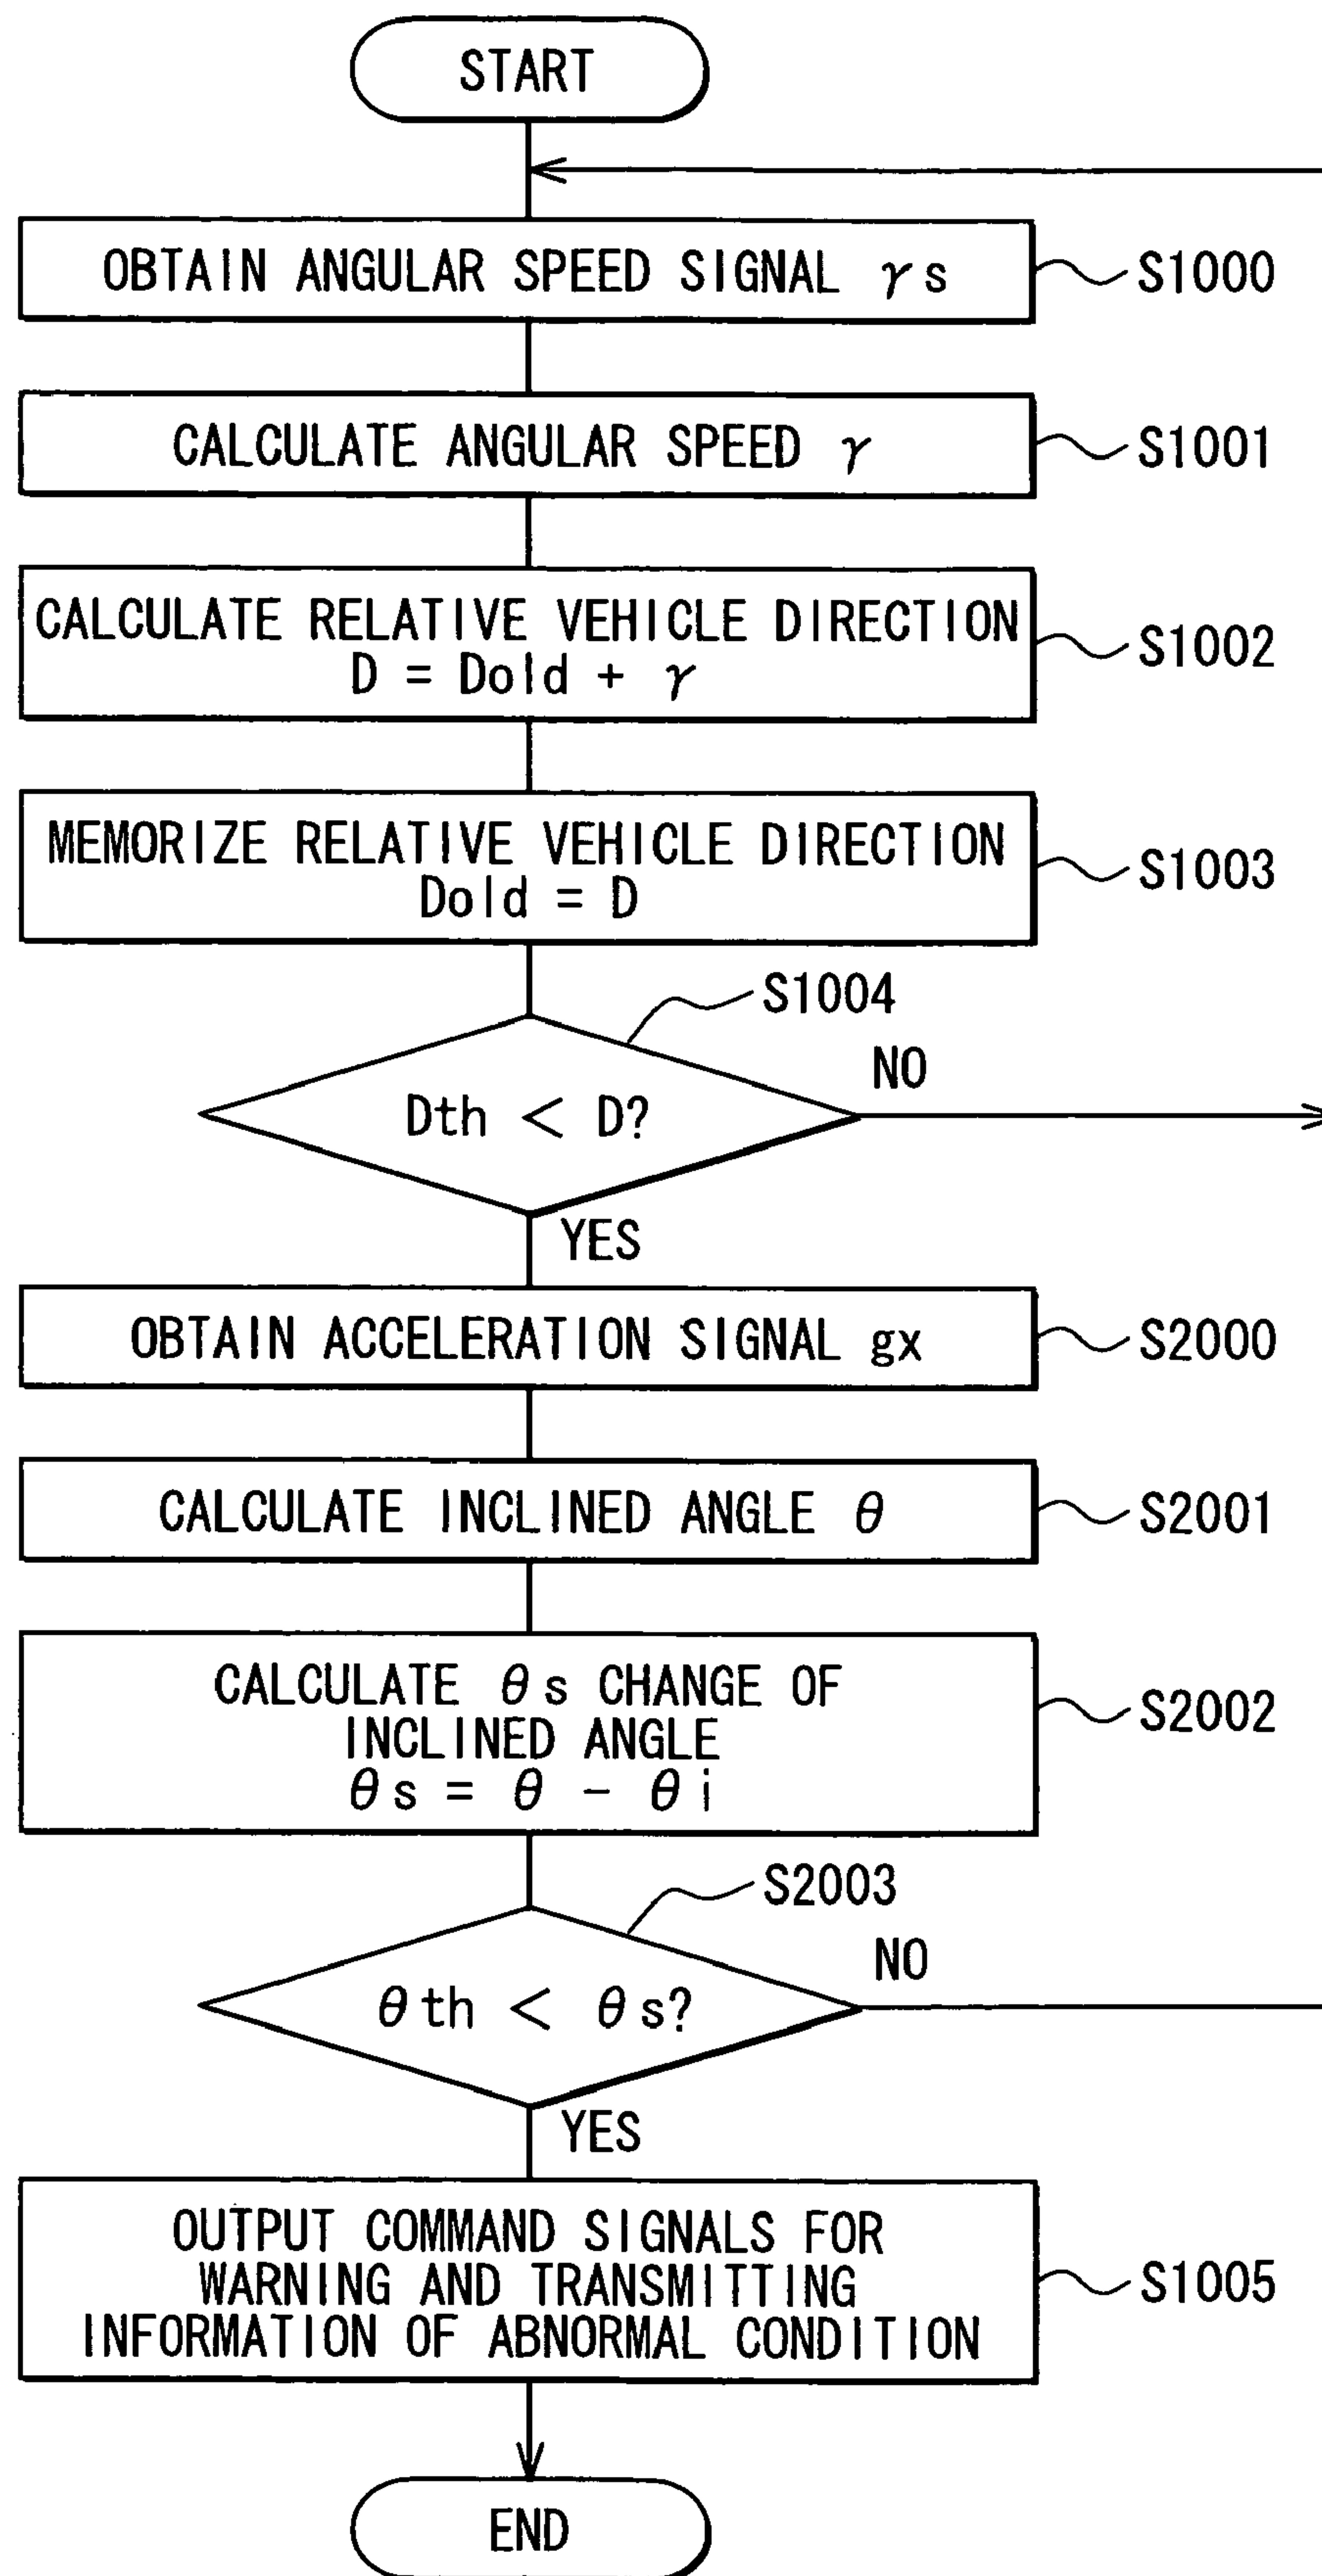 START
OBTAIN ANGULAR SPEED SIGNAL γs
S1000
CALCULATE ANGULAR SPEED γ
S1001
CALCULATE RELATIVE VEHICLE DIRECTION
D = Dold + γ
S1002
MEMORIZE RELATIVE VEHICLE DIRECTION
Dold = D
S1003
S1004
Dth < D?
NO
YES
OBTAIN ACCELERATION SIGNAL gx
S2000
CALCULATE INCLINED ANGLE θ
S2001
CALCULATE θs CHANGE OF
INCLINED ANGLE
θs = θ - θi
S2002
S2003
θth < θs?
NO
YES
OUTPUT COMMAND SIGNALS FOR
WARNING AND TRANSMITTING
INFORMATION OF ABNORMAL CONDITION
S1005
END